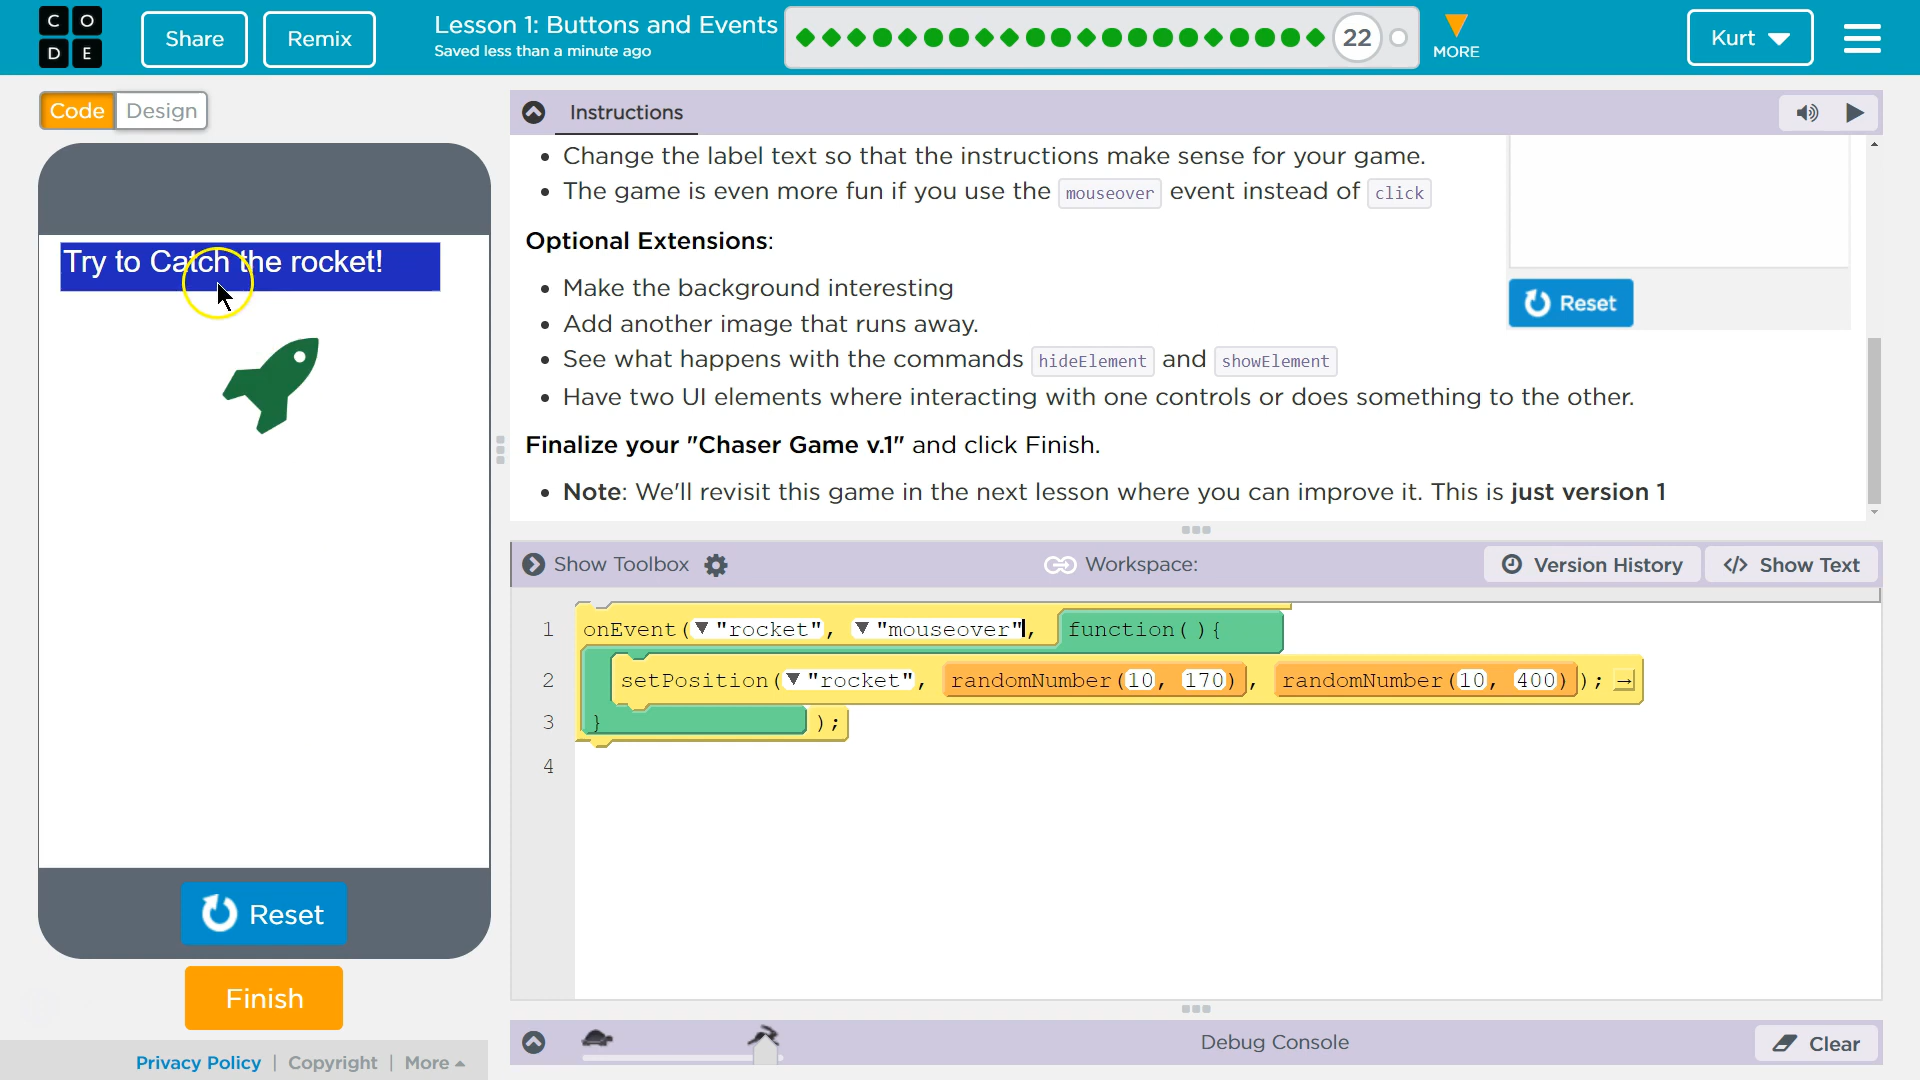 C O
D E
Share
Remix
Lesson 1: Buttons and Events
Saved less than a minute ago
22
MORE
Kurt
Code
Design
Try to Catch the rocket!
Reset
Finish
Privacy Policy | Copyright | More
Instructions
Change the label text so that the instructions make sense for your game.
The game is even more fun if you use the mouseover event instead of click
Optional Extensions:
Make the background interesting
Add another image that runs away.
See what happens with the commands hideElement and showElement
Have two UI elements where interacting with one controls or does something to the other.
Finalize your "Chaser Game v.1" and click Finish.
Note: We'll revisit this game in the next lesson where you can improve it. This is just version 1
Reset
Show Toolbox
Workspace:
Version History
</> Show Text
1 onEvent(▼"rocket", ▼"mouseover", function(){
2 setPosition(▼"rocket", randomNumber(10, 170), randomNumber(10, 400)); →
3 });
4
Debug Console
Clear